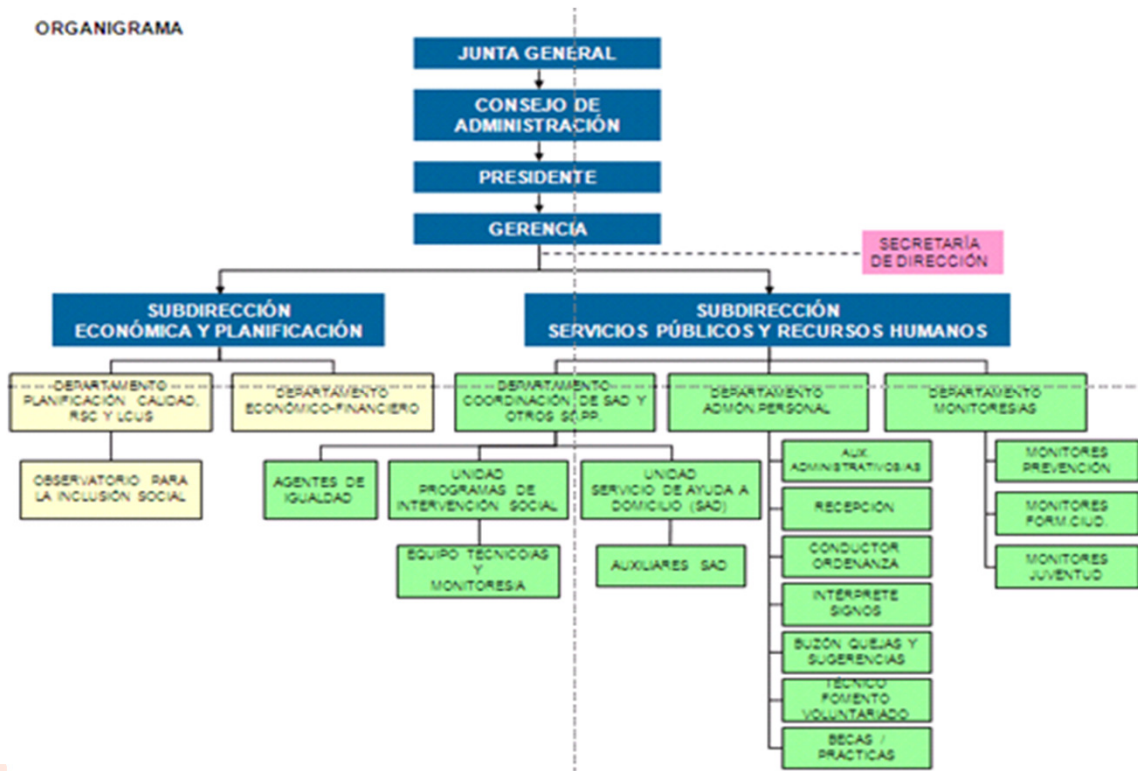 ORGANIGRAMA
JUNTA GENERAL
CONSEJO DE
ADMINISTRACIÓN
PRESIDENTE
GERENCIA
SECRETARÍA
DE DIRECCIÓN
SUBDIRECCIÓN
ECONÓMICA Y PLANIFICACIÓN
SUBDIRECCIÓN
SERVICIOS PÚBLICOS Y RECURSOS HUMANOS
DEPARTAMENTO
PLANIFICACIÓN CALIDAD,
RSC Y LCUS
DEPARTAMENTO
ECONÓMICO-FINANCIERO
DEPARTAMENTO
COORDINACIÓN DE SAD Y
OTROS SC.PP.
DEPARTAMENTO
ADMÓN.PERSONAL
DEPARTAMENTO
MONITORES/AS
OBSERVATORIO PARA
LA INCLUSIÓN SOCIAL
AGENTES DE
IGUALDAD
UNIDAD
PROGRAMAS DE
INTERVENCIÓN SOCIAL
UNIDAD
SERVICIO DE AYUDA A
DOMICILIO (SAD)
EQUIPO TÉCNICO/AS
Y
MONITORES/A
AUXILIARES SAD
AUX.
ADMINISTRATIVOS/AS
RECEPCIÓN
CONDUCTOR
ORDENANZA
INTÉRPRETE
SIGNOS
BUZÓN QUEJAS Y
SUGERENCIAS
TÉCNICO
FOMENTO
VOLUNTARIADO
BECAS /
PRACTICAS
MONITORES
PREVENCIÓN
MONITORES
FORM.CIUD.
MONITORES
JUVENTUD